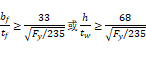 b_f/t_f ≥ 33/√(F_y/235) 或 h/t_w ≥ 68/√(F_y/235)